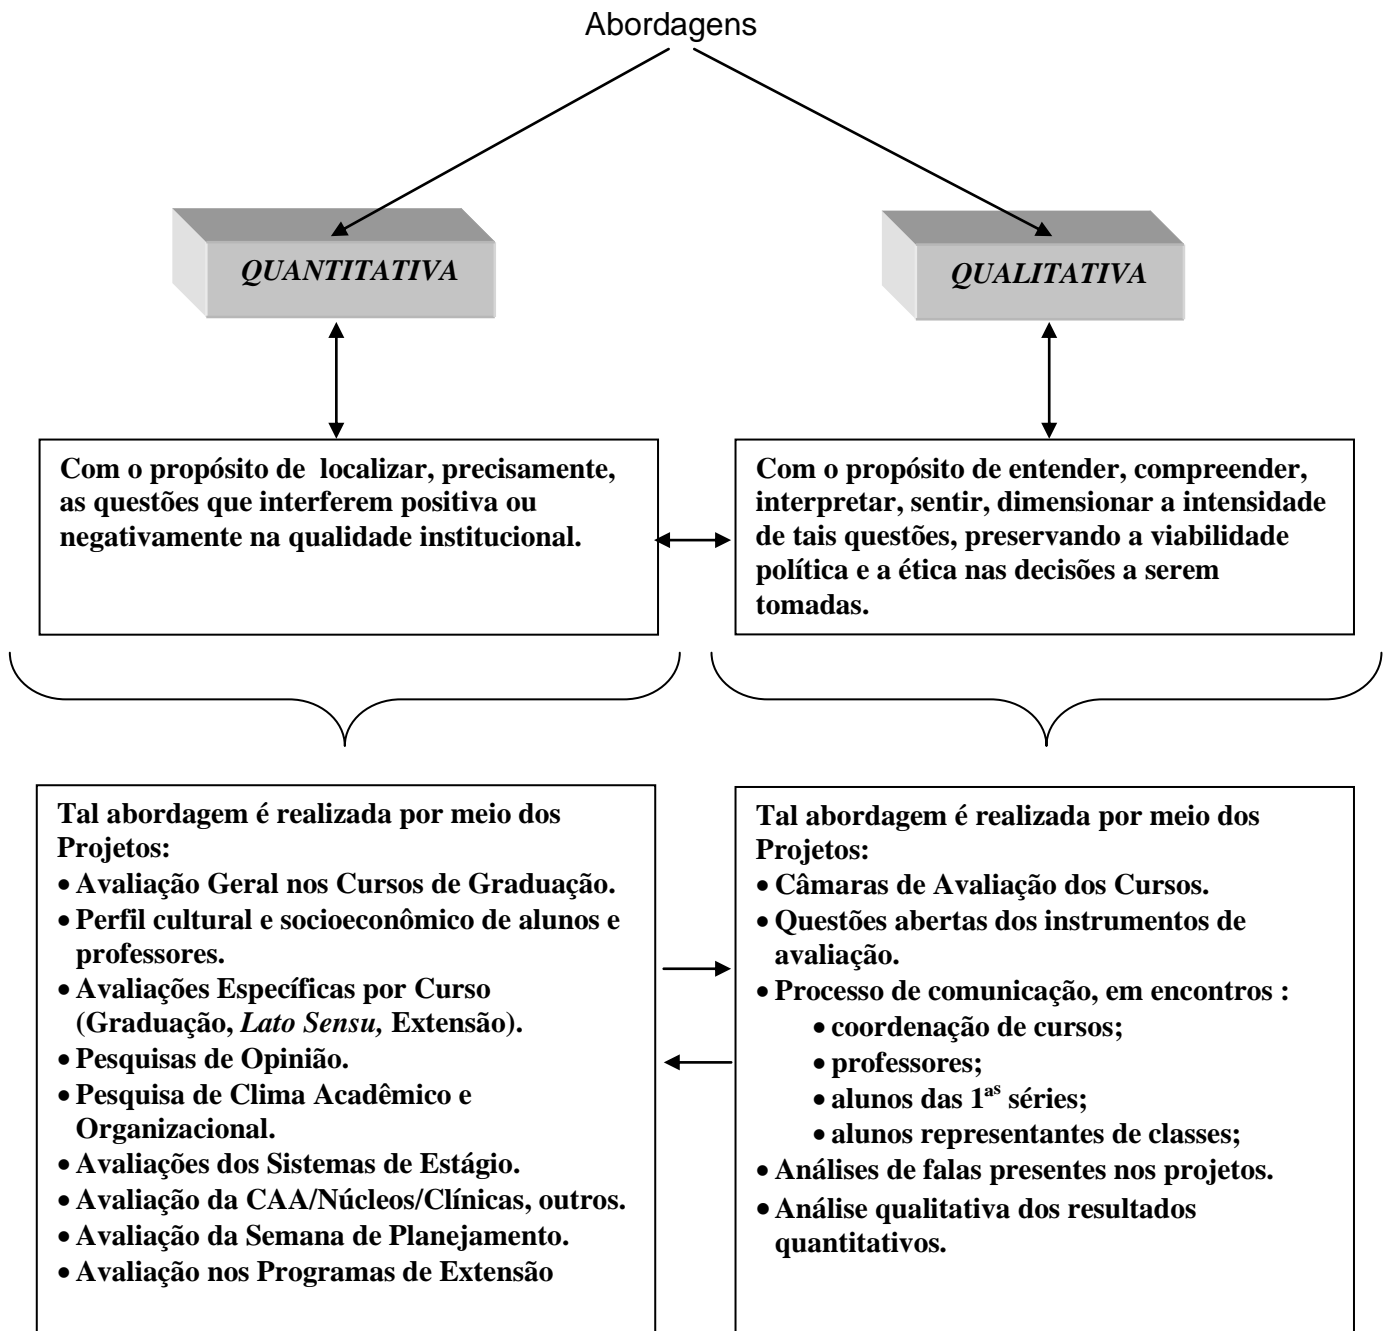 Abordagens
QUANTITATIVA
QUALITATIVA
Com o propósito de localizar, precisamente,
as questões que interferem positiva ou
negativamente na qualidade institucional.
Com o propósito de entender, compreender,
interpretar, sentir, dimensionar a intensidade
de tais questões, preservando a viabilidade
política e a ética nas decisões a serem
tomadas.
Tal abordagem é realizada por meio dos
Projetos:
• Avaliação Geral nos Cursos de Graduação.
• Perfil cultural e socioeconômico de alunos e
professores.
• Avaliações Específicas por Curso
(Graduação, Lato Sensu, Extensão).
• Pesquisas de Opinião.
• Pesquisa de Clima Acadêmico e
Organizacional.
• Avaliações dos Sistemas de Estágio.
• Avaliação da CAA/Núcleos/Clínicas, outros.
• Avaliação da Semana de Planejamento.
• Avaliação nos Programas de Extensão
Tal abordagem é realizada por meio dos
Projetos:
• Câmaras de Avaliação dos Cursos.
• Questões abertas dos instrumentos de
avaliação.
• Processo de comunicação, em encontros :
• coordenação de cursos;
• professores;
• alunos das 1as séries;
• alunos representantes de classes;
• Análises de falas presentes nos projetos.
• Análise qualitativa dos resultados
quantitativos.